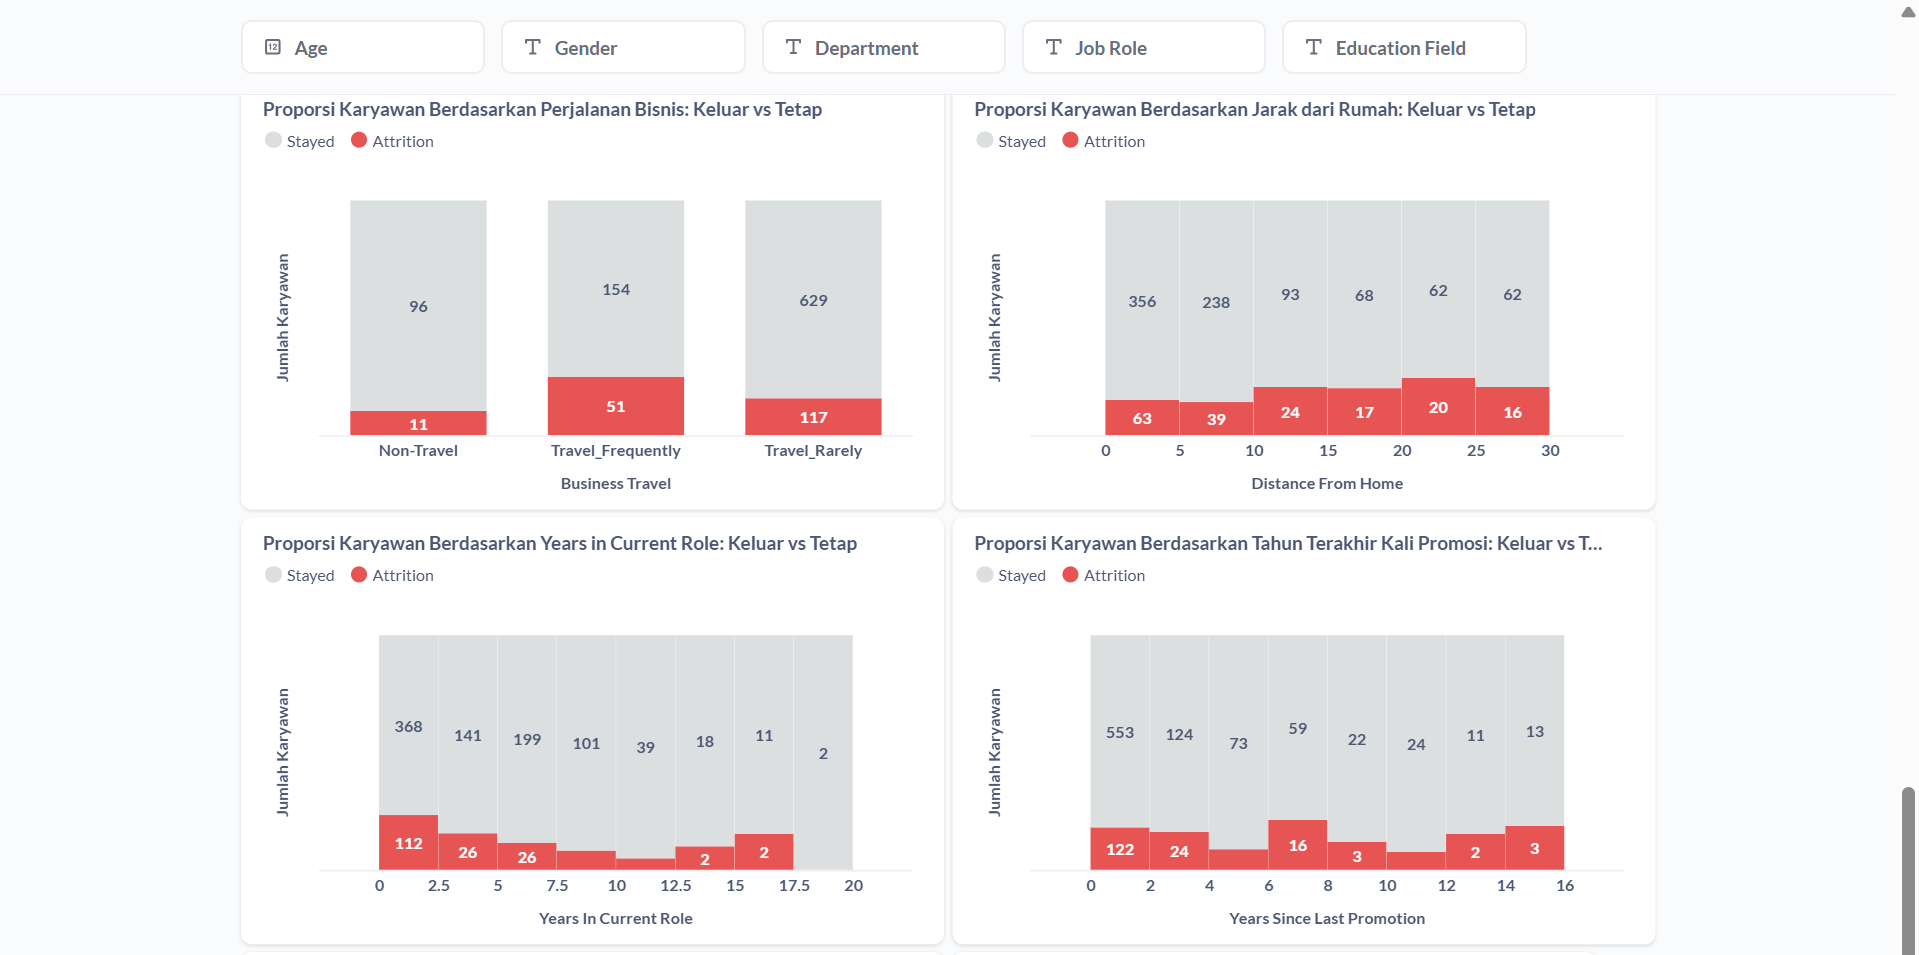 12 Age
Gender
Department
Job Role
Education Field
Proporsi Karyawan Berdasarkan Perjalanan Bisnis: Keluar vs Tetap
Stayed Attrition
Jumlah Karyawan
96 154 629
11 51 117
Non-Travel Travel_Frequently Travel_Rarely
Business Travel
Proporsi Karyawan Berdasarkan Jarak dari Rumah: Keluar vs Tetap
Stayed Attrition
Jumlah Karyawan
356 238 93 68 62 62
63 39 24 17 20 16
0 5 10 15 20 25 30
Distance From Home
Proporsi Karyawan Berdasarkan Years in Current Role: Keluar vs Tetap
Stayed Attrition
Jumlah Karyawan
368 141 199 101 39 18 11 2
112 26 26 2 2
0 2.5 5 7.5 10 12.5 15 17.5 20
Years In Current Role
Proporsi Karyawan Berdasarkan Tahun Terakhir Kali Promosi: Keluar vs T...
Stayed Attrition
Jumlah Karyawan
553 124 73 59 22 24 11 13
122 24 16 3 2 3
0 2 4 6 8 10 12 14 16
Years Since Last Promotion